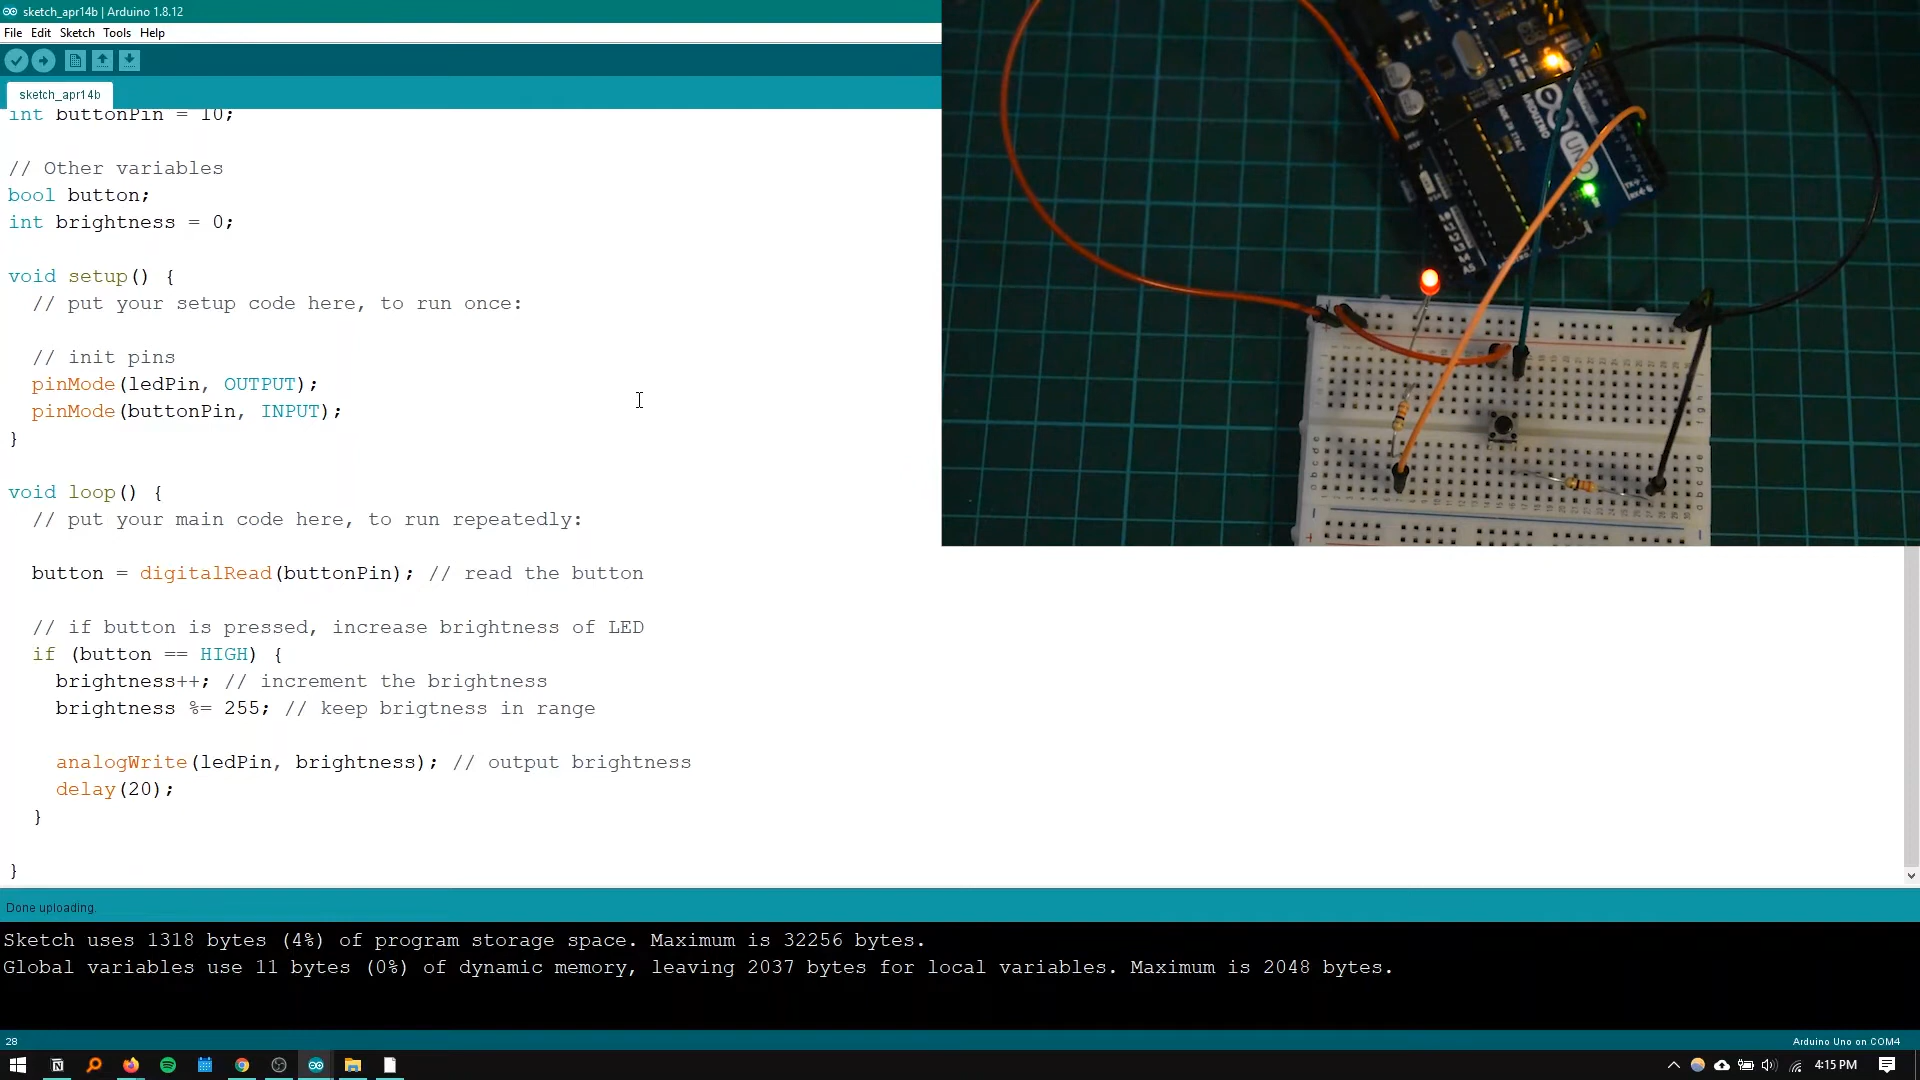 sketch_apr14b | Arduino 1.8.12
File Edit Sketch Tools Help
sketch_apr14b
int buttonPin = 10;
// Other variables
bool button;
int brightness = 0;
void setup() {
// put your setup code here, to run once:
// init pins
pinMode(ledPin, OUTPUT);
pinMode(buttonPin, INPUT);
}
void loop() {
// put your main code here, to run repeatedly:
button = digitalRead(buttonPin); // read the button
// if button is pressed, increase brightness of LED
if (button == HIGH) {
brightness++; // increment the brightness
brightness %= 255; // keep brigtness in range
analogWrite(ledPin, brightness); // output brightness
delay(20);
}
}
ARDUINO
UNO
MADE IN ITALY
Done uploading.
Sketch uses 1318 bytes (4%) of program storage space. Maximum is 32256 bytes.
Global variables use 11 bytes (0%) of dynamic memory, leaving 2037 bytes for local variables. Maximum is 2048 bytes.
28
Arduino Uno on COM4
4:15 PM